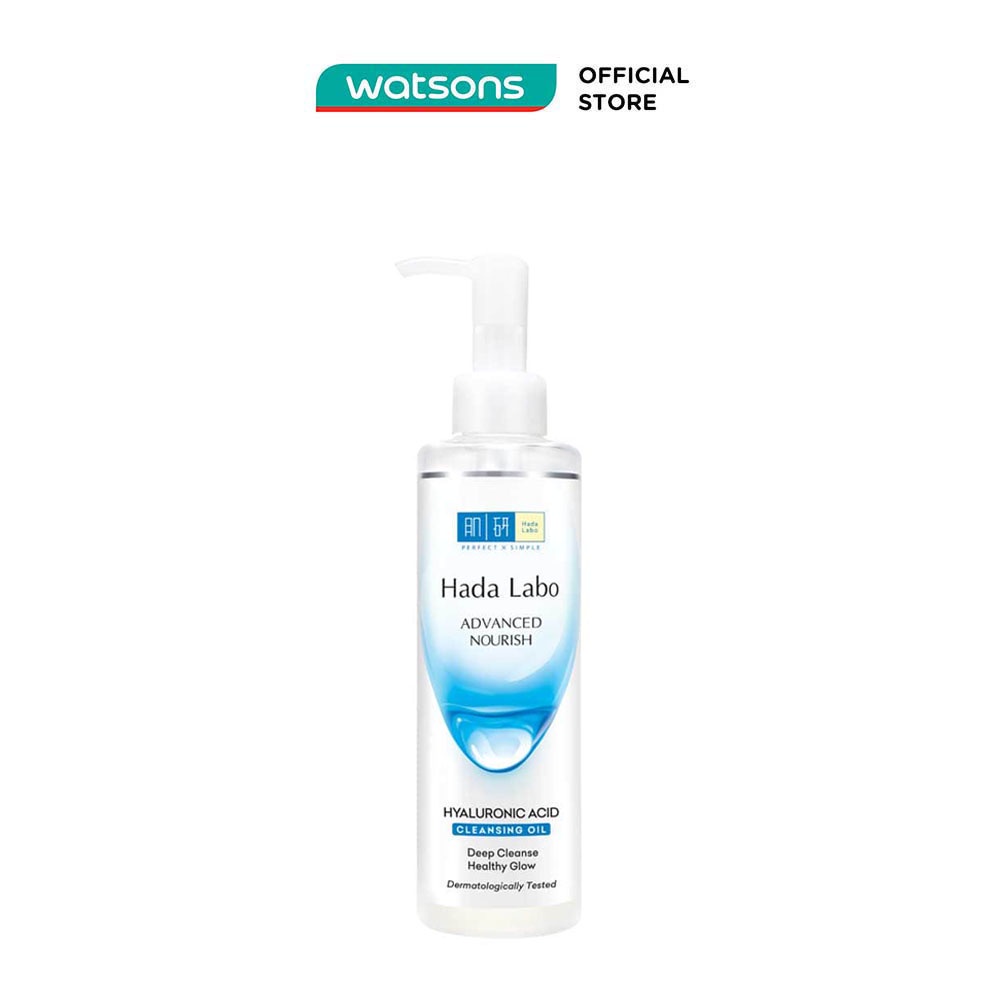 watsons
OFFICIAL
STORE
肌研
Hada
Labo
PERFECT X SIMPLE
Hada Labo
ADVANCED
NOURISH
HYALURONIC ACID
CLEANSING OIL
Deep Cleanse
Healthy Glow
Dermatologically Tested